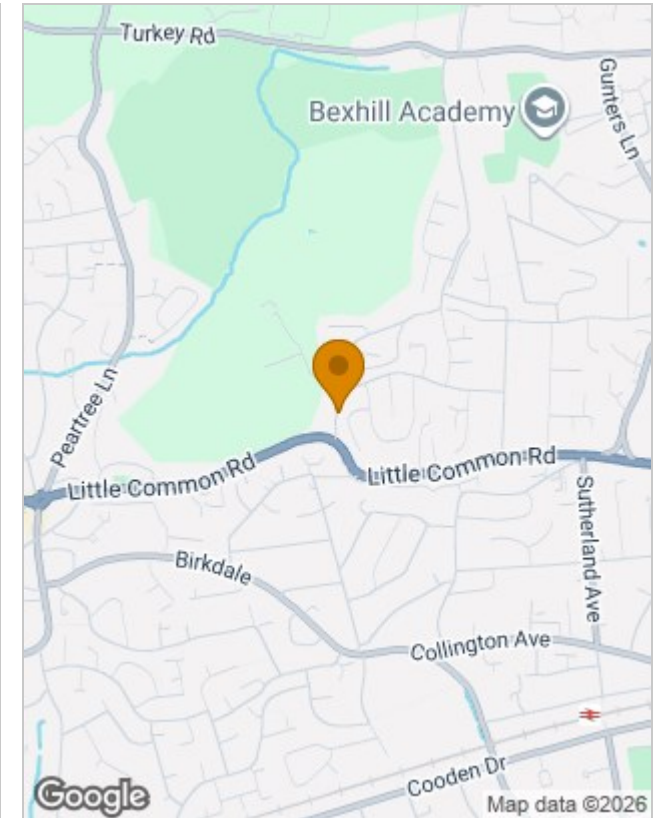 Turkey Rd
Bexhill Academy
Gunters Ln
Peartree Ln
Little Common Rd
Little Common Rd
Sutherland Ave
Birkdale
Collington Ave
Cooden Dr
Google
Map data ©2026